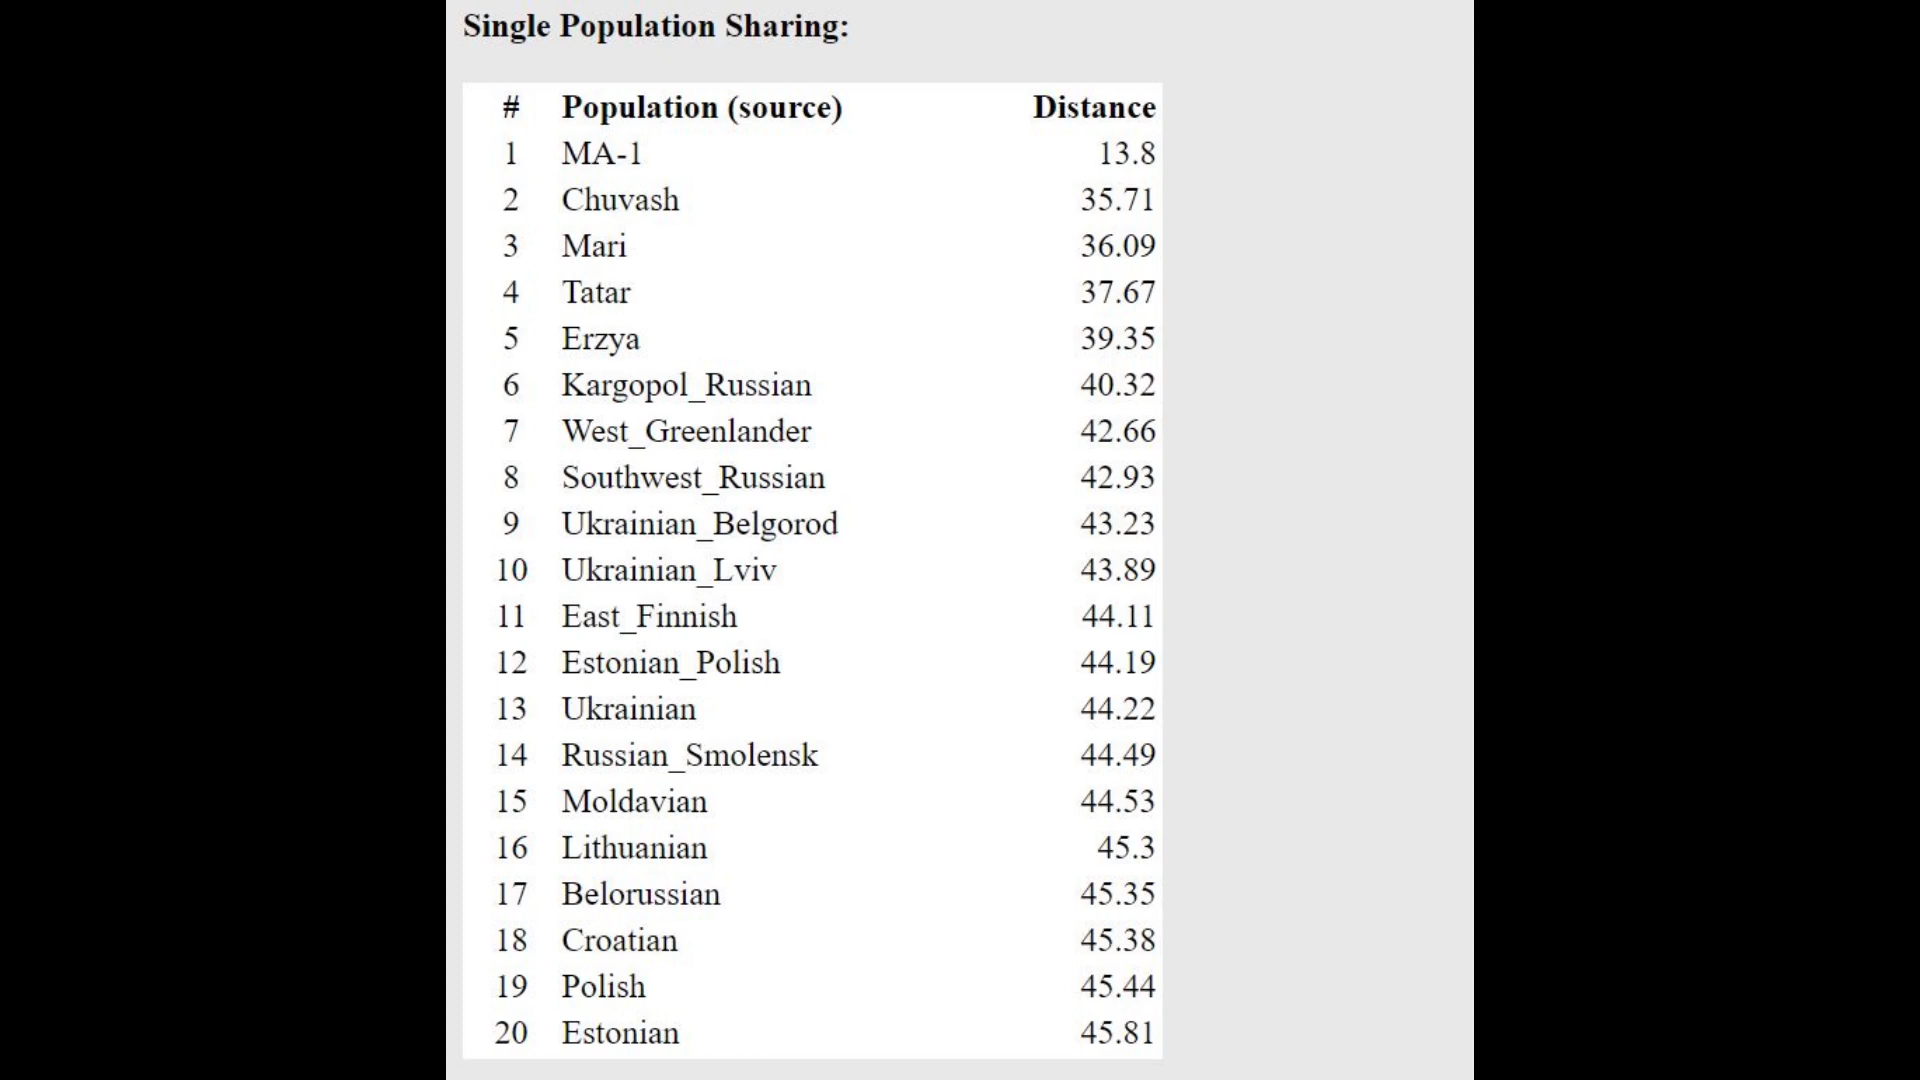 Single Population Sharing:
# Population (source) Distance
1 MA-1 13.8
2 Chuvash 35.71
3 Mari 36.09
4 Tatar 37.67
5 Erzya 39.35
6 Kargopol_Russian 40.32
7 West_Greenlander 42.66
8 Southwest_Russian 42.93
9 Ukrainian_Belgorod 43.23
10 Ukrainian_Lviv 43.89
11 East_Finnish 44.11
12 Estonian_Polish 44.19
13 Ukrainian 44.22
14 Russian_Smolensk 44.49
15 Moldavian 44.53
16 Lithuanian 45.3
17 Belorussian 45.35
18 Croatian 45.38
19 Polish 45.44
20 Estonian 45.81